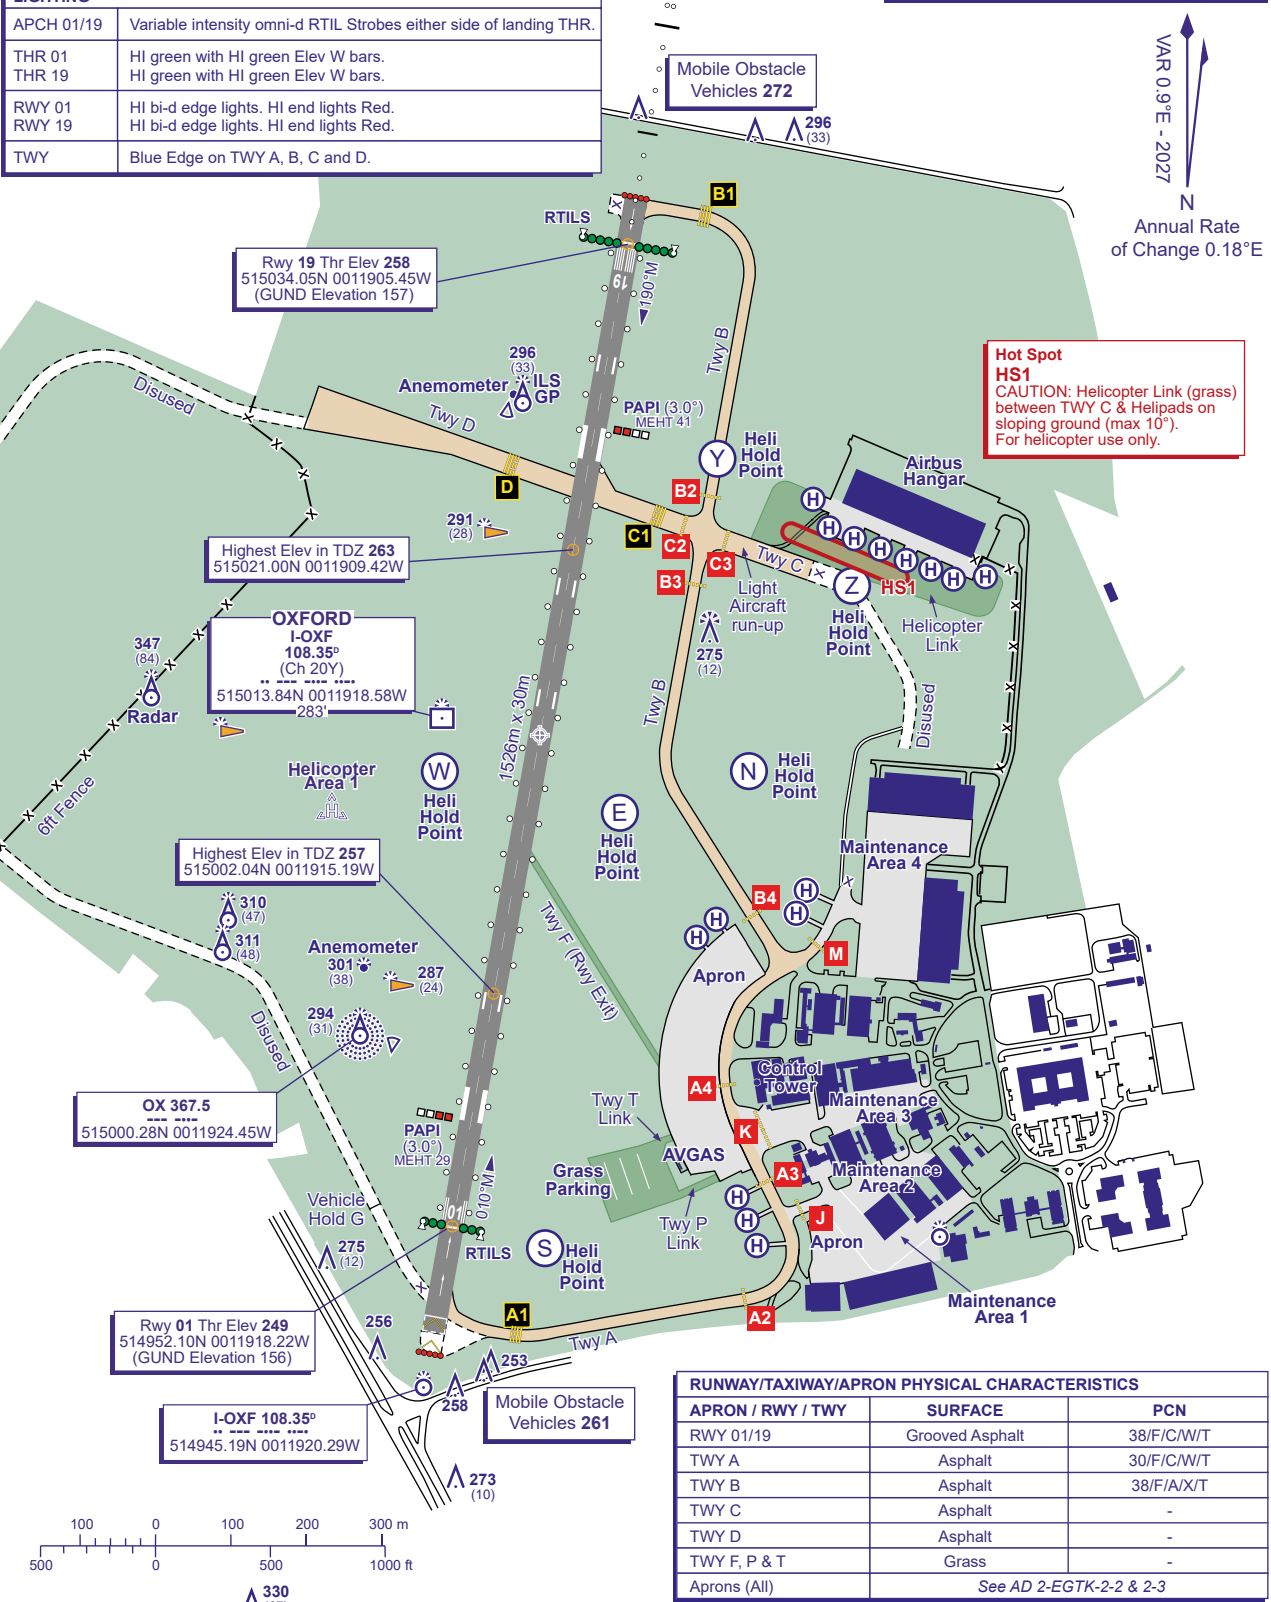 LIGHTING
APCH 01/19 Variable intensity omni-d RTIL Strobes either side of landing THR.
THR 01 HI green with HI green Elev W bars.
THR 19 HI green with HI green Elev W bars.
RWY 01 HI bi-d edge lights. HI end lights Red.
RWY 19 HI bi-d edge lights. HI end lights Red.
TWY Blue Edge on TWY A, B, C and D.
Mobile Obstacle
Vehicles 272
296
(33)
VAR 0.9°E - 2027
N
Annual Rate
of Change 0.18°E
B1
RTILS
Rwy 19 Thr Elev 258
515034.05N 0011905.45W
(GUND Elevation 157)
19
190°M
Twy B
Hot Spot
HS1
CAUTION: Helicopter Link (grass)
between TWY C & Helipads on
sloping ground (max 10°).
For helicopter use only.
Disused
296
(33)
Anemometer
ILS
GP
Twy D
PAPI (3.0°)
MEHT 41
Y
Heli
Hold
Point
Airbus
Hangar
D
B2
H
H
H
H
H
H
H
H
291
(28)
C1
C2
C3
Twy C
Highest Elev in TDZ 263
515021.00N 0011909.42W
B3
Z
HS1
Light
Aircraft
run-up
Heli
Hold
Point
Helicopter
Link
OXFORD
I-OXF
108.35D
(Ch 20Y)
515013.84N 0011918.58W
283'
347
(84)
Radar
275
(12)
1526m x 30m
Twy B
Disused
Helicopter
Area 1
H
W
Heli
Hold
Point
N
Heli
Hold
Point
E
Heli
Hold
Point
6ft Fence
Highest Elev in TDZ 257
515002.04N 0011915.19W
Maintenance
Area 4
310
(47)
311
(48)
Twy F (Rwy Exit)
B4
H
H
H
H
M
Anemometer
301
(38)
287
(24)
Apron
294
(31)
Disused
Control
Tower
A4
Maintenance
Area 3
OX 367.5
515000.28N 0011924.45W
PAPI
(3.0°)
MEHT 29
Twy T
Link
K
AVGAS
Grass
Parking
A3
Maintenance
Area 2
010°M
Vehicle
Hold G
01
H
H
H
J
Apron
Twy P
Link
275
(12)
RTILS
S
Heli
Hold
Point
Maintenance
Area 1
Rwy 01 Thr Elev 249
514952.10N 0011918.22W
(GUND Elevation 156)
256
A1
Twy A
A2
253
258
Mobile Obstacle
Vehicles 261
I-OXF 108.35D
514945.19N 0011920.29W
273
(10)
RUNWAY/TAXIWAY/APRON PHYSICAL CHARACTERISTICS
APRON / RWY / TWY SURFACE PCN
RWY 01/19 Grooved Asphalt 38/F/C/W/T
TWY A Asphalt 30/F/C/W/T
TWY B Asphalt 38/F/A/X/T
TWY C Asphalt -
TWY D Asphalt -
TWY F, P & T Grass -
Aprons (All) See AD 2-EGTK-2-2 & 2-3
100 0 100 200 300 m
500 0 500 1000 ft
330